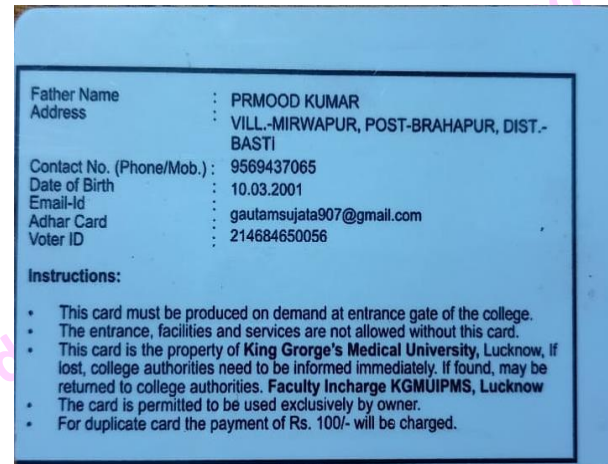 Father Name : PRMOOD KUMAR
Address : VILL.-MIRWAPUR, POST-BRAHAPUR, DIST.-
BASTI
Contact No. (Phone/Mob.) : 9569437065
Date of Birth : 10.03.2001
Email-Id :
Adhar Card : gautamsujata907@gmail.com
Voter ID : 214684650056
Instructions:
• This card must be produced on demand at entrance gate of the college.
• The entrance, facilities and services are not allowed without this card.
• This card is the property of King Grorge's Medical University, Lucknow, If
lost, college authorities need to be informed immediately. If found, may be
returned to college authorities. Faculty Incharge KGMUIPMS, Lucknow
• The card is permitted to be used exclusively by owner.
• For duplicate card the payment of Rs. 100/- will be charged.